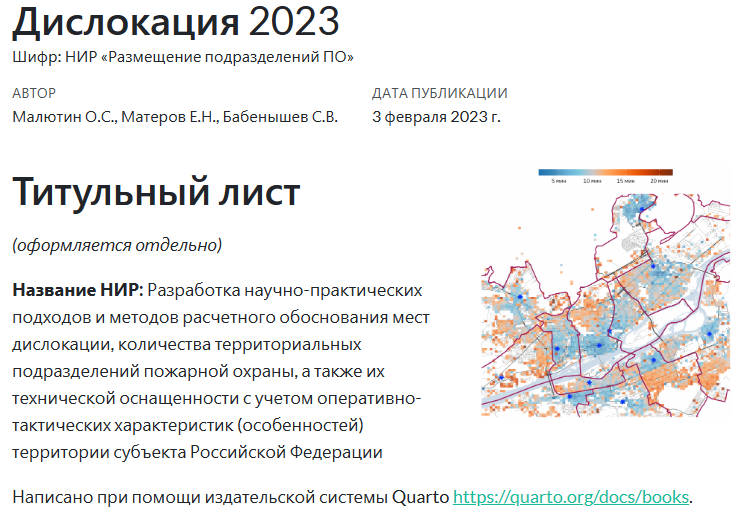 Дислокация 2023
Шифр: НИР «Размещение подразделений ПО»
АВТОР
Малютин О.С., Матеров Е.Н., Бабенышев С.В.
ДАТА ПУБЛИКАЦИИ
3 февраля 2023 г.
Титульный лист
(оформляется отдельно)
Название НИР: Разработка научно-практических
подходов и методов расчетного обоснования мест
дислокации, количества территориальных
подразделений пожарной охраны, а также их
технической оснащенности с учетом оперативно-
тактических характеристик (особенностей)
территории субъекта Российской Федерации
5 мин 10 мин 15 мин 20 мин
Написано при помощи издательской системы Quarto https://quarto.org/docs/books.